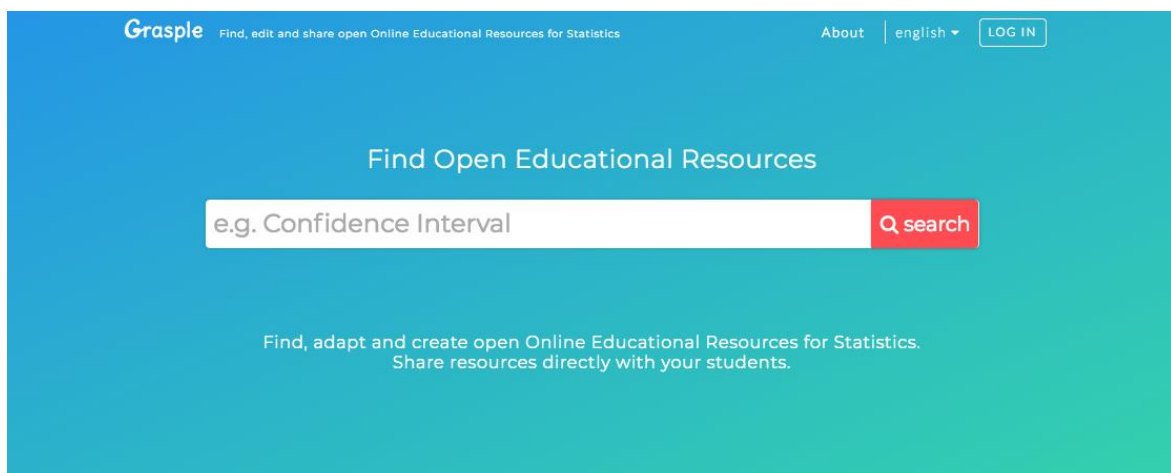 Grasple Find, edit and share open Online Educational Resources for Statistics About english LOG IN
Find Open Educational Resources
e.g. Confidence Interval search
Find, adapt and create open Online Educational Resources for Statistics.
Share resources directly with your students.